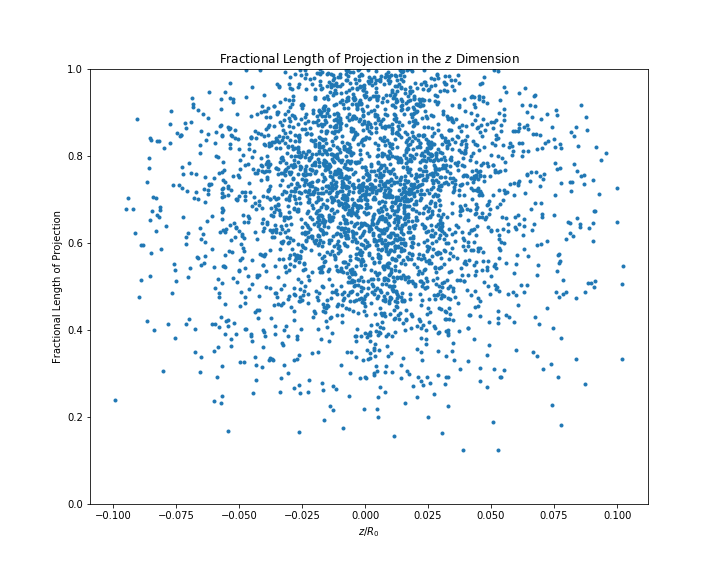 Fractional Length of Projection in the z Dimension
1.0
0.8
0.6
0.4
0.2
0.0
Fractional Length of Projection
−0.100 −0.075 −0.050 −0.025 0.000 0.025 0.050 0.075 0.100
z/R₀